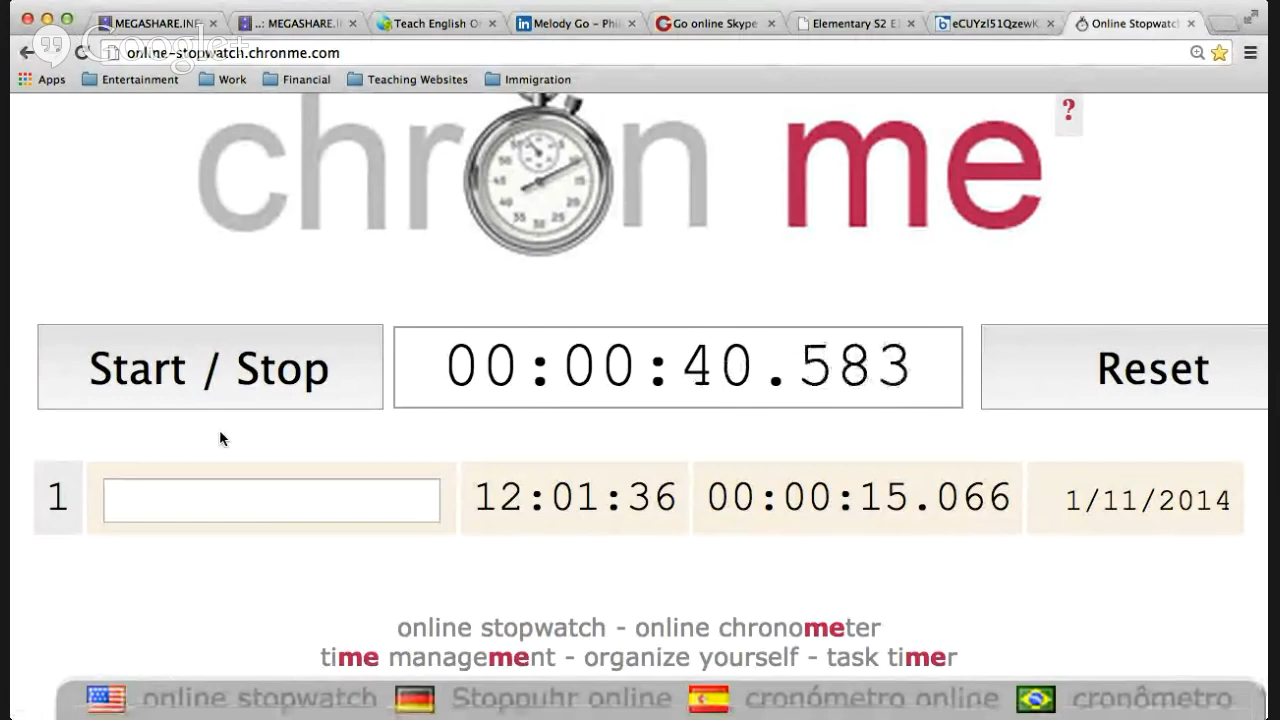 MEGASHARE.INF
..: MEGASHARE.I
Teach English O
Melody Go – Phi
Go online Skype
Elementary S2 E
eCUYzI51QzewK
Online Stopwatc
Google+
online-stopwatch.chronme.com
Apps Entertainment Work Financial Teaching Websites Immigration
chron me ?
Start / Stop 00:00:40.583 Reset
1 12:01:36 00:00:15.066 1/11/2014
online stopwatch - online chronometer
time management - organize yourself - task timer
online stopwatch Stoppuhr online cronómetro online cronômetro